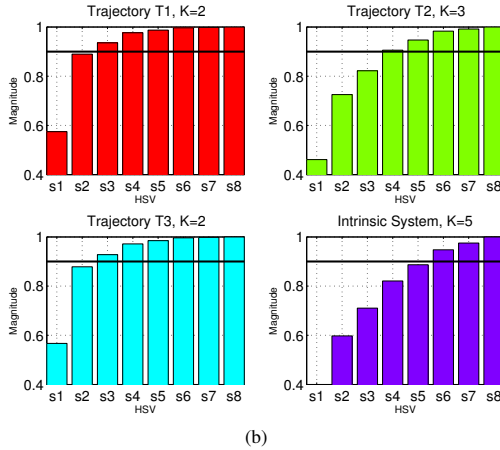 Trajectory T1, K=2
Magnitude
1
0.8
0.6
0.4
s1 s2 s3 s4 s5 s6 s7 s8
HSV
Trajectory T2, K=3
Magnitude
1
0.8
0.6
0.4
s1 s2 s3 s4 s5 s6 s7 s8
HSV
Trajectory T3, K=2
Magnitude
1
0.8
0.6
0.4
s1 s2 s3 s4 s5 s6 s7 s8
HSV
Intrinsic System, K=5
Magnitude
1
0.8
0.6
0.4
s1 s2 s3 s4 s5 s6 s7 s8
HSV
(b)